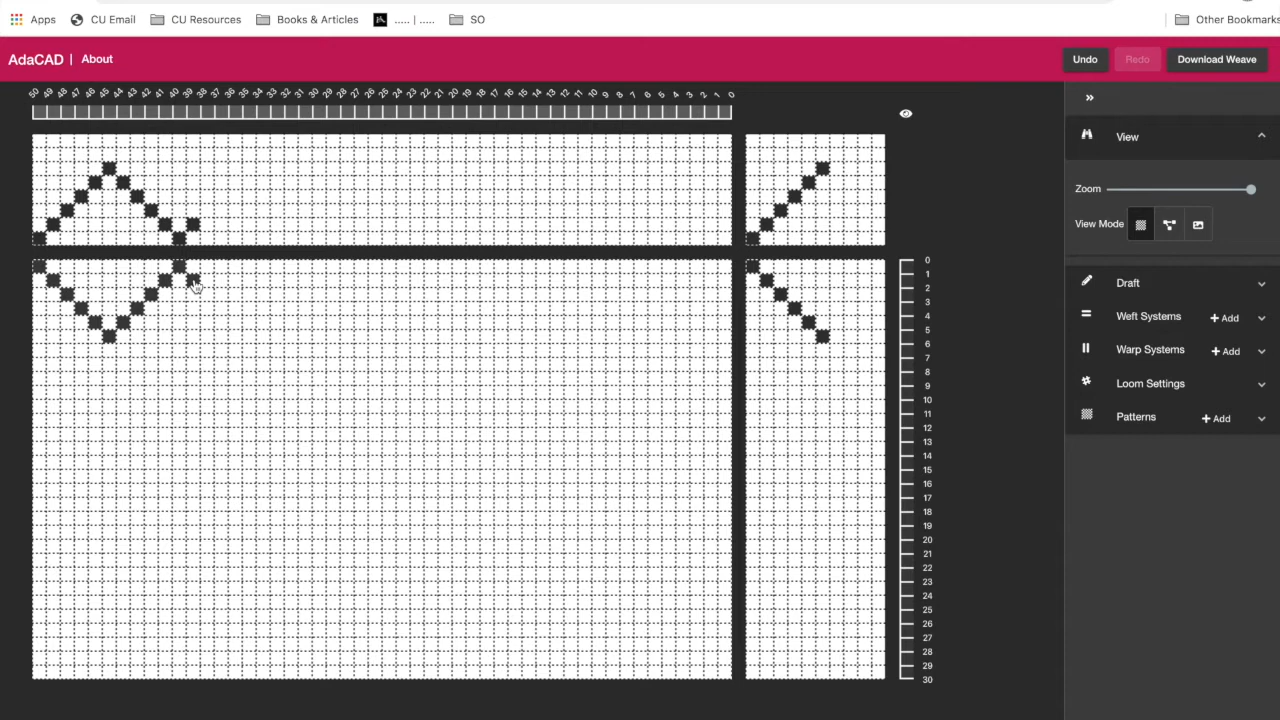 Apps CU Email CU Resources Books & Articles ..... | ..... SO Other Bookmarks
AdaCAD | About Undo Redo Download Weave
50 49 48 47 46 45 44 43 42 41 40 39 38 37 36 35 34 33 32 31 30 29 28 27 26 25 24 23 22 21 20 19 18 17 16 15 14 13 12 11 10 9 8 7 6 5 4 3 2 1 0
»
View
Zoom
View Mode
Draft
Weft Systems + Add
Warp Systems + Add
Loom Settings
Patterns + Add
0
1
2
3
4
5
6
7
8
9
10
11
12
13
14
15
16
17
18
19
20
21
22
23
24
25
26
27
28
29
30